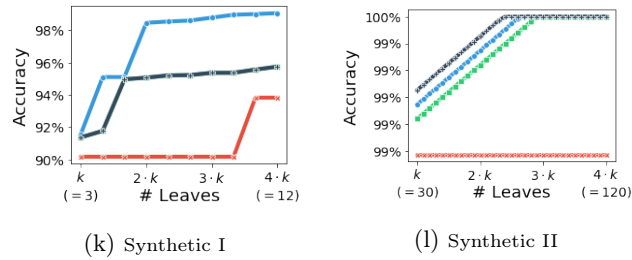 98%
96%
94%
92%
90%
Accuracy
k
2 · k
3 · k
4 · k
(=3)
# Leaves
(=12)
(k) Synthetic I
100%
99%
99%
99%
99%
99%
Accuracy
k
2 · k
3 · k
4 · k
(=30)
# Leaves
(=120)
(l) Synthetic II